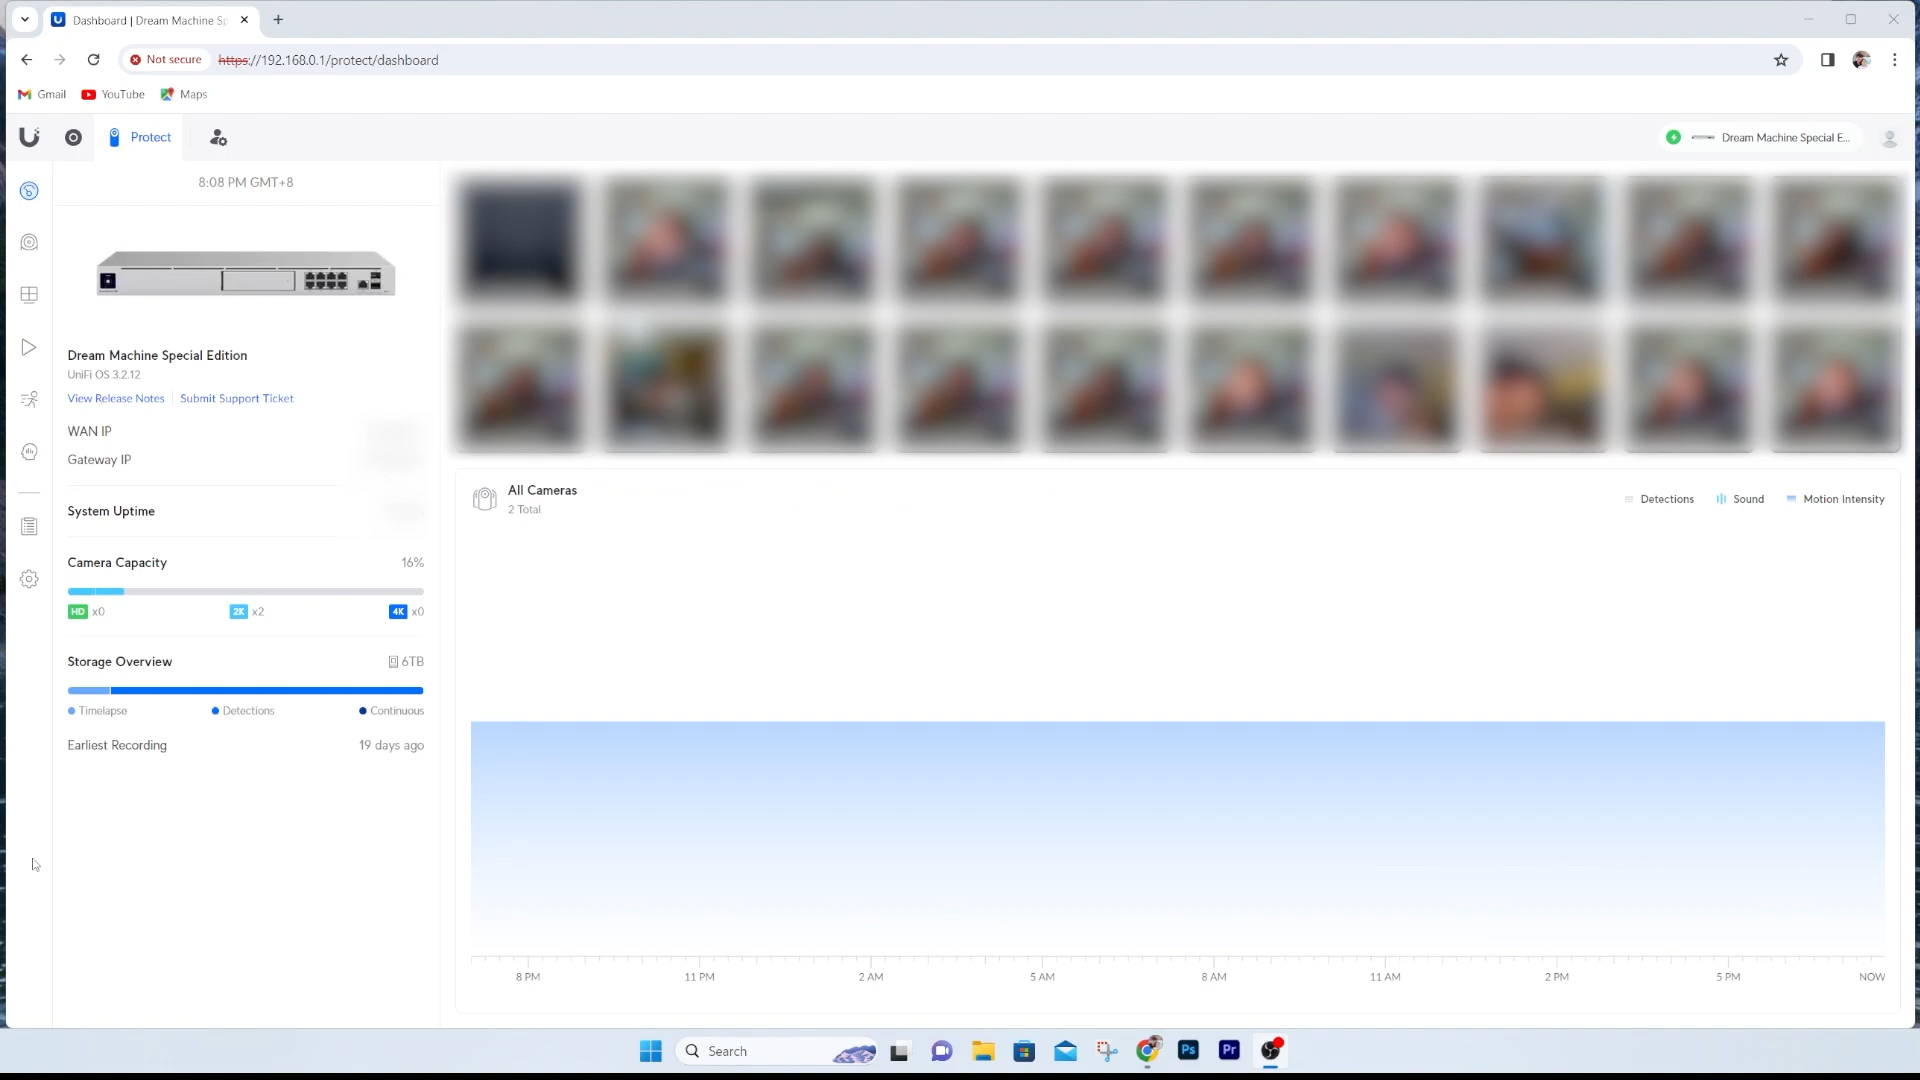 Dashboard | Dream Machine Sp
Not secure https://192.168.0.1/protect/dashboard
Gmail YouTube Maps
Protect
Dream Machine Special E...
8:08 PM GMT+8
Dream Machine Special Edition
UniFi OS 3.2.12
View Release Notes Submit Support Ticket
WAN IP
Gateway IP
System Uptime
Camera Capacity 16%
HD x0 2K x2 4K x0
Storage Overview 6TB
Timelapse Detections Continuous
Earliest Recording 19 days ago
All Cameras
2 Total
Detections Sound Motion Intensity
8 PM 11 PM 2 AM 5 AM 8 AM 11 AM 2 PM 5 PM NOW
Search
Ps Pr